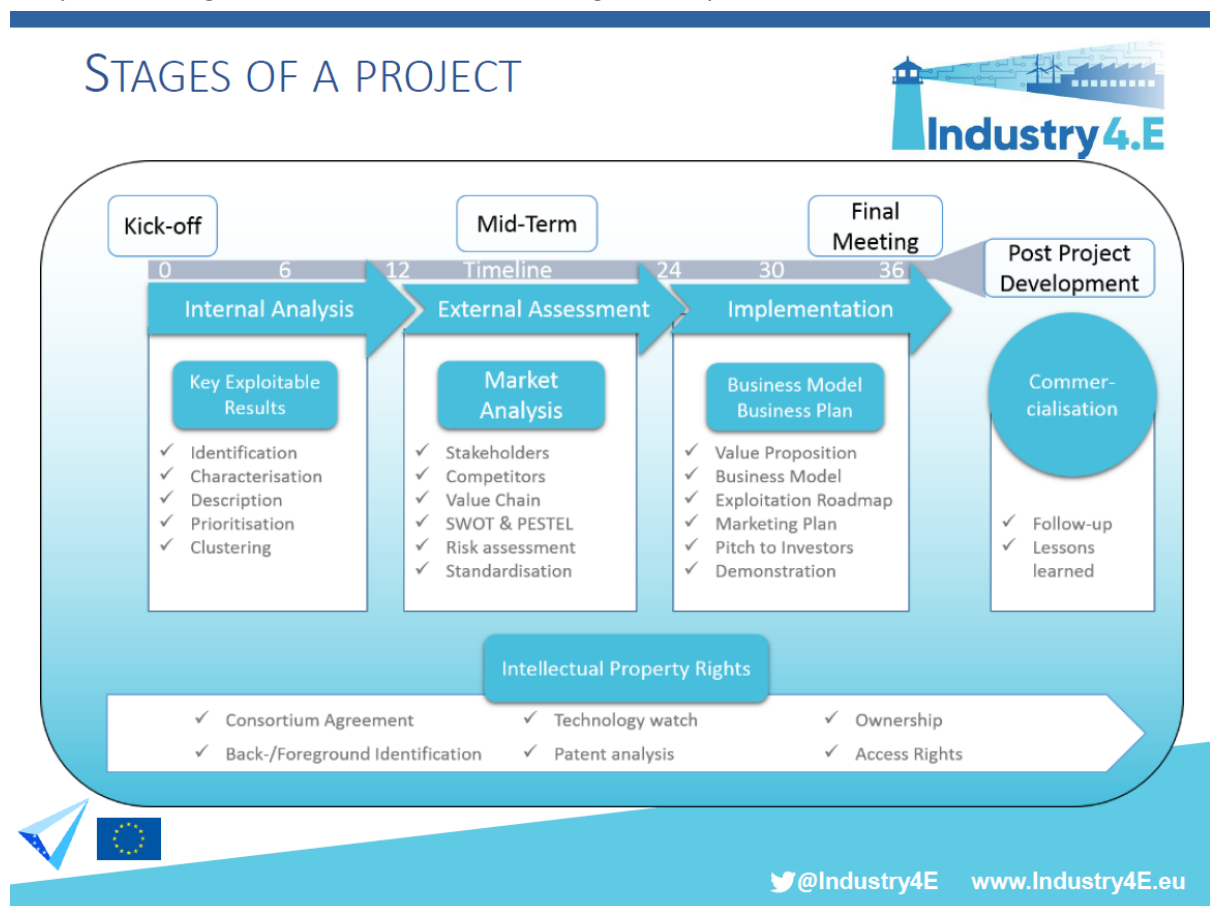 STAGES OF A PROJECT
Industry4.E
Kick-off
Mid-Term
Final
Meeting
Post Project
Development
0 6 12 Timeline 24 30 36
Internal Analysis
External Assessment
Implementation
Key Exploitable
Results
✓ Identification
✓ Characterisation
✓ Description
✓ Prioritisation
✓ Clustering
Market
Analysis
✓ Stakeholders
✓ Competitors
✓ Value Chain
✓ SWOT & PESTEL
✓ Risk assessment
✓ Standardisation
Business Model
Business Plan
✓ Value Proposition
✓ Business Model
✓ Exploitation Roadmap
✓ Marketing Plan
✓ Pitch to Investors
✓ Demonstration
Commer-
cialisation
✓ Follow-up
✓ Lessons
learned
Intellectual Property Rights
✓ Consortium Agreement
✓ Back-/Foreground Identification
✓ Technology watch
✓ Patent analysis
✓ Ownership
✓ Access Rights
@Industry4E www.Industry4E.eu